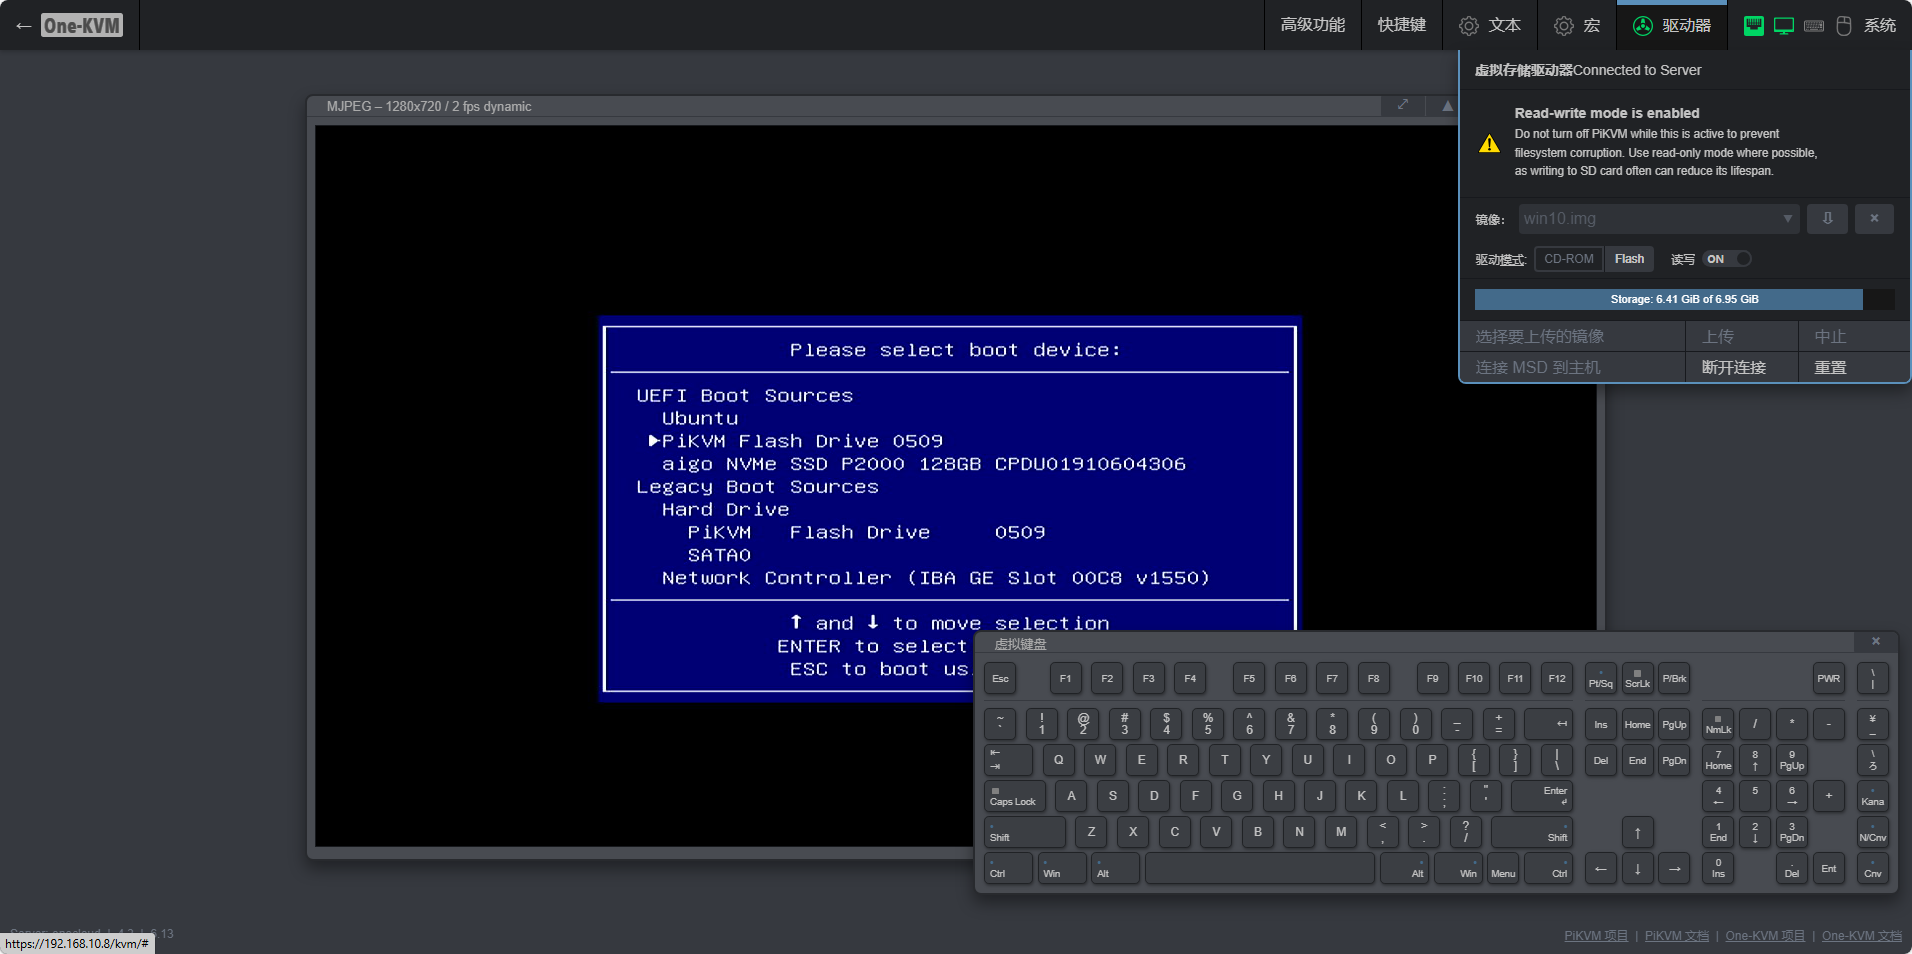 ← One-KVM
高级功能
快捷键
文本
宏
驱动器
系统
MJPEG – 1280x720 / 2 fps dynamic
虚拟存储驱动器Connected to Server
Read-write mode is enabled
Do not turn off PiKVM while this is active to prevent
filesystem corruption. Use read-only mode where possible,
as writing to SD card often can reduce its lifespan.
镜像: win10.img ⇩ ×
驱动模式: CD-ROM Flash 读写 ON
Storage: 6.41 GiB of 6.95 GiB
选择要上传的镜像 上传 中止
连接 MSD 到主机 断开连接 重置
Please select boot device:
UEFI Boot Sources
Ubuntu
PiKVM Flash Drive 0509
aigo NVMe SSD P2000 128GB CPDU01910604306
Legacy Boot Sources
Hard Drive
PiKVM Flash Drive 0509
SATA0
Network Controller (IBA GE Slot 00C8 v1550)
↑ and ↓ to move selection
ENTER to select
ESC to boot us
虚拟键盘 ×
Esc F1 F2 F3 F4 F5 F6 F7 F8 F9 F10 F11 F12 Pt/Sq ScrLk P/Brk PWR \ |
~ ` ! 1 @ 2 # 3 $ 4 % 5 ^ 6 & 7 * 8 ( 9 ) 0 _ - + = ↤ Ins Home PgUp NmLk / * - ¥ _
⇤ ⇥ Q W E R T Y U I O P { [ } ] | \ Del End PgDn 7 Home 8 ↑ 9 PgUp \ ろ
Caps Lock A S D F G H J K L : ; " ' Enter ↲ 4 ← 5 6 → + Kana
Shift Z X C V B N M < , > . ? / Shift ↑ 1 End 2 ↓ 3 PgDn N/Cnv
Ctrl Win Alt Alt Win Menu Ctrl ← ↓ → 0 Ins . Del Ent Cnv
https://192.168.10.8/kvm/#
PiKVM 项目 | PiKVM 文档 | One-KVM 项目 | One-KVM 文档